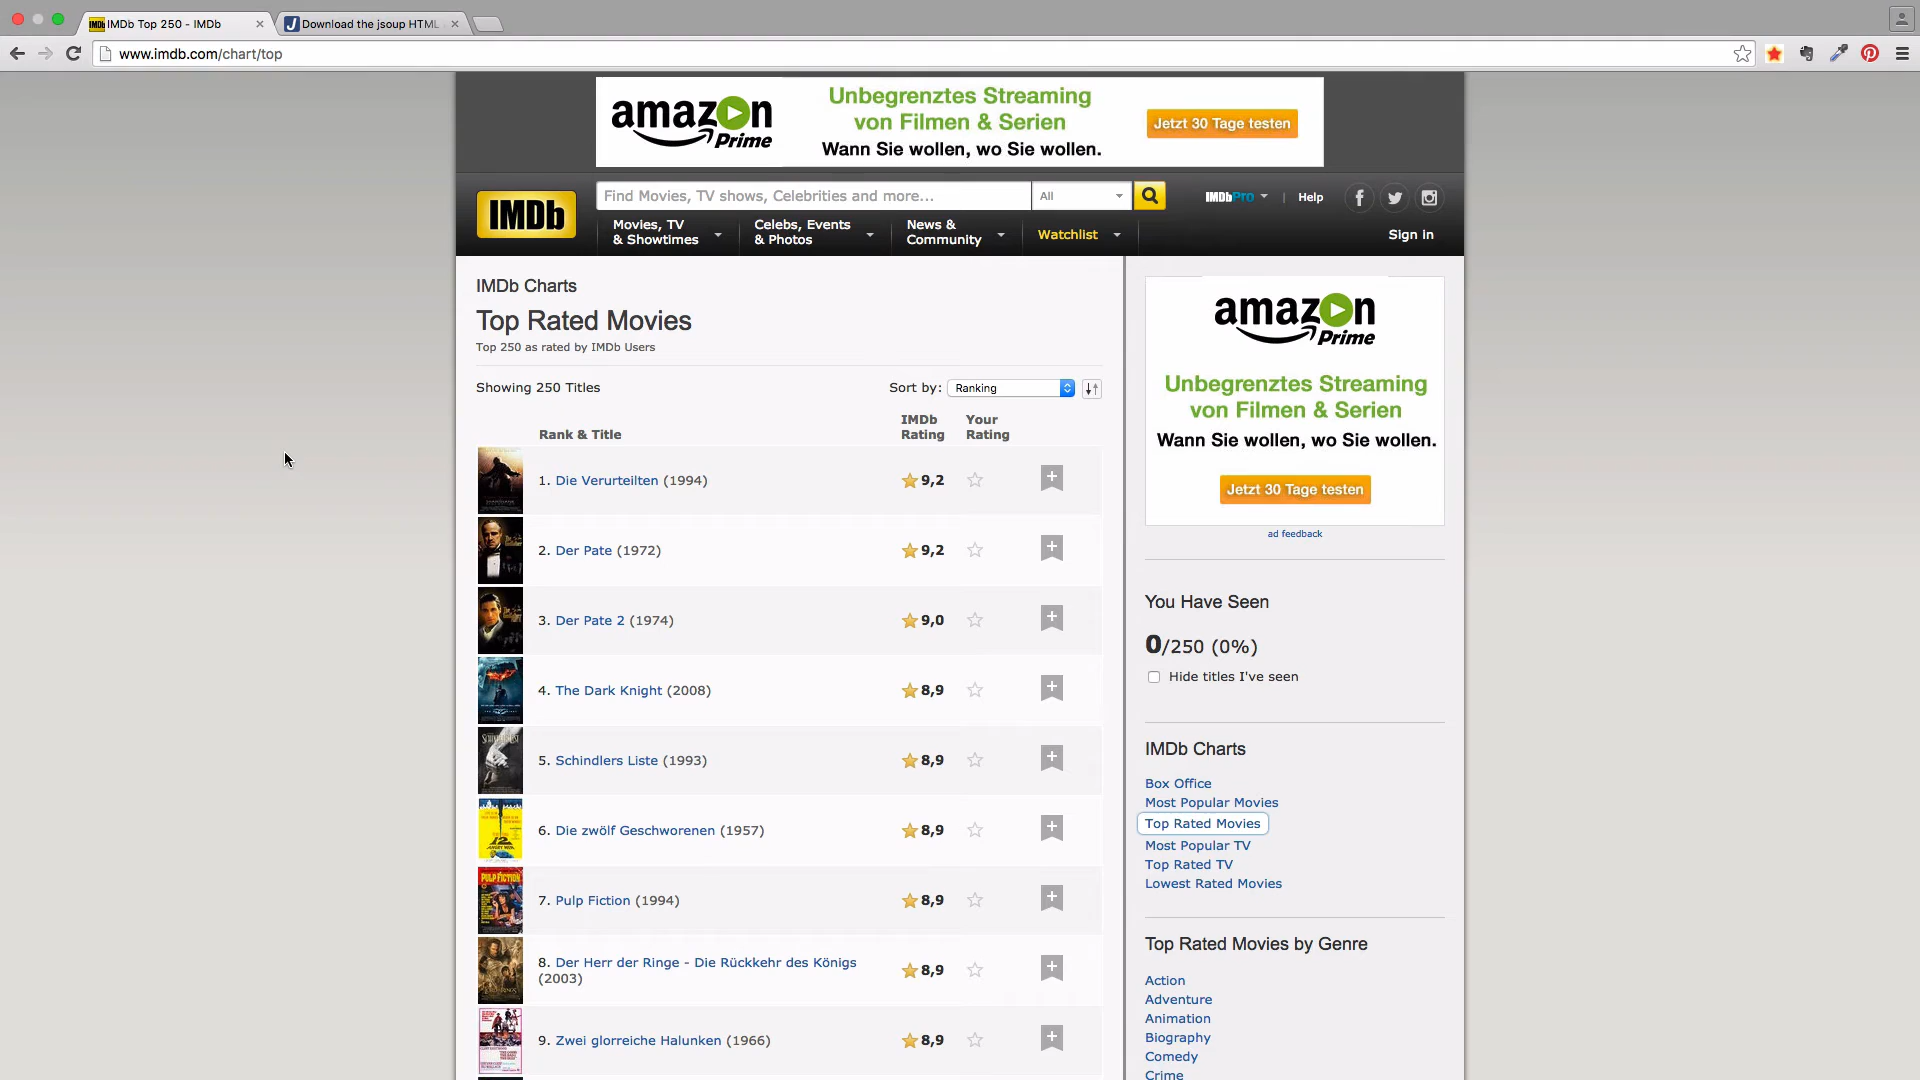 IMDb Top 250 - IMDb
Download the jsoup HTML
www.imdb.com/chart/top
amazon Prime
Unbegrenztes Streaming
von Filmen & Serien
Wann Sie wollen, wo Sie wollen.
Jetzt 30 Tage testen
IMDb
Find Movies, TV shows, Celebrities and more...
All
IMDbPro
Help
Movies, TV
& Showtimes
Celebs, Events
& Photos
News &
Community
Watchlist
Sign in
IMDb Charts
Top Rated Movies
Top 250 as rated by IMDb Users
Showing 250 Titles
Sort by: Ranking
Rank & Title
IMDb
Rating
Your
Rating
1. Die Verurteilten (1994) 9,2
2. Der Pate (1972) 9,2
3. Der Pate 2 (1974) 9,0
4. The Dark Knight (2008) 8,9
5. Schindlers Liste (1993) 8,9
6. Die zwölf Geschworenen (1957) 8,9
7. Pulp Fiction (1994) 8,9
PULP FICTION
8. Der Herr der Ringe - Die Rückkehr des Königs
(2003) 8,9
9. Zwei glorreiche Halunken (1966) 8,9
amazon Prime
Unbegrenztes Streaming
von Filmen & Serien
Wann Sie wollen, wo Sie wollen.
Jetzt 30 Tage testen
ad feedback
You Have Seen
0/250 (0%)
Hide titles I've seen
IMDb Charts
Box Office
Most Popular Movies
Top Rated Movies
Most Popular TV
Top Rated TV
Lowest Rated Movies
Top Rated Movies by Genre
Action
Adventure
Animation
Biography
Comedy
Crime